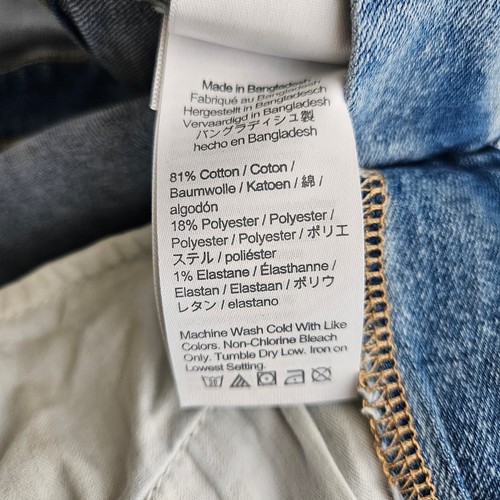 Made in Bangladesh
Fabriqué au Bangladesh
Hergestellt in Bangladesch
Vervaardigd in Bangladesh
バングラディシュ製
hecho en Bangladesh
81% Cotton / Coton /
Baumwolle / Katoen / 綿 /
algodón
18% Polyester / Polyester /
Polyester / Polyester / ポリエ
ステル / poliéster
1% Elastane / Élasthanne /
Elastan / Elastaan / ポリウ
レタン / elastano
Machine Wash Cold With Like
Colors. Non-Chlorine Bleach
Only. Tumble Dry Low. Iron on
Lowest Setting.